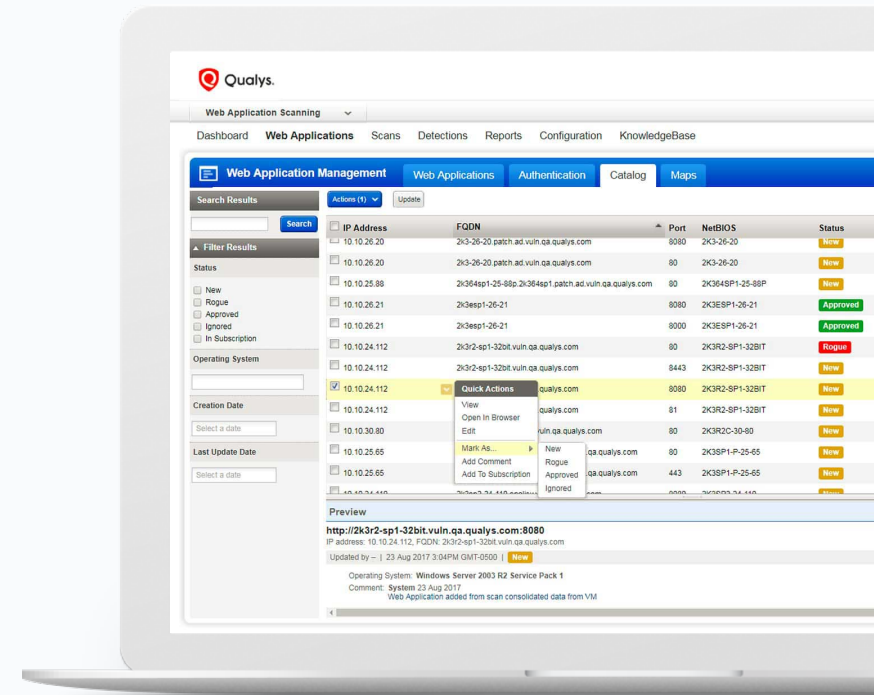 Qualys.
Web Application Scanning
Dashboard Web Applications Scans Detections Reports Configuration KnowledgeBase
Web Application Management Web Applications Authentication Catalog Maps
Search Results Actions (1) Update
Search
IP Address FQDN Port NetBIOS Status
10.10.26.20 2k3-26-20.patch.ad.vuln.qa.qualys.com 8080 2K3-26-20 New
Filter Results
10.10.26.20 2k3-26-20.patch.ad.vuln.qa.qualys.com 80 2K3-26-20 New
Status
10.10.25.88 2k364sp1-25-88p.2k364sp1.patch.ad.vuln.qa.qualys.com 80 2K364SP1-25-88P New
New
Rogue
10.10.26.21 2k3esp1-26-21 8080 2K3ESP1-26-21 Approved
Approved
Ignored
10.10.26.21 2k3esp1-26-21 8000 2K3ESP1-26-21 Approved
In Subscription
10.10.24.112 2k3r2-sp1-32bit.vuln.qa.qualys.com 80 2K3R2-SP1-32BIT Rogue
Operating System
10.10.24.112 2k3r2-sp1-32bit.vuln.qa.qualys.com 8443 2K3R2-SP1-32BIT New
10.10.24.112 Quick Actions qualys.com 8080 2K3R2-SP1-32BIT New
Creation Date
View
10.10.24.112 qualys.com 81 2K3R2-SP1-32BIT New
Open In Browser
Select a date
Edit
10.10.30.80 vuln.qa.qualys.com 80 2K3R2C-30-80 New
Last Update Date
Mark As... New
10.10.25.65 .qa.qualys.com 80 2K3SP1-P-25-65 New
Add Comment Rogue
Select a date
10.10.25.65 Add To Subscription Approved .qa.qualys.com 443 2K3SP1-P-25-65 New
Ignored
Preview
http://2k3r2-sp1-32bit.vuln.qa.qualys.com:8080
IP address: 10.10.24.112, FQDN: 2k3r2-sp1-32bit.vuln.qa.qualys.com
Updated by – | 23 Aug 2017 3:04PM GMT-0500 | New
Operating System: Windows Server 2003 R2 Service Pack 1
Comment: System 23 Aug 2017
Web Application added from scan consolidated data from VM